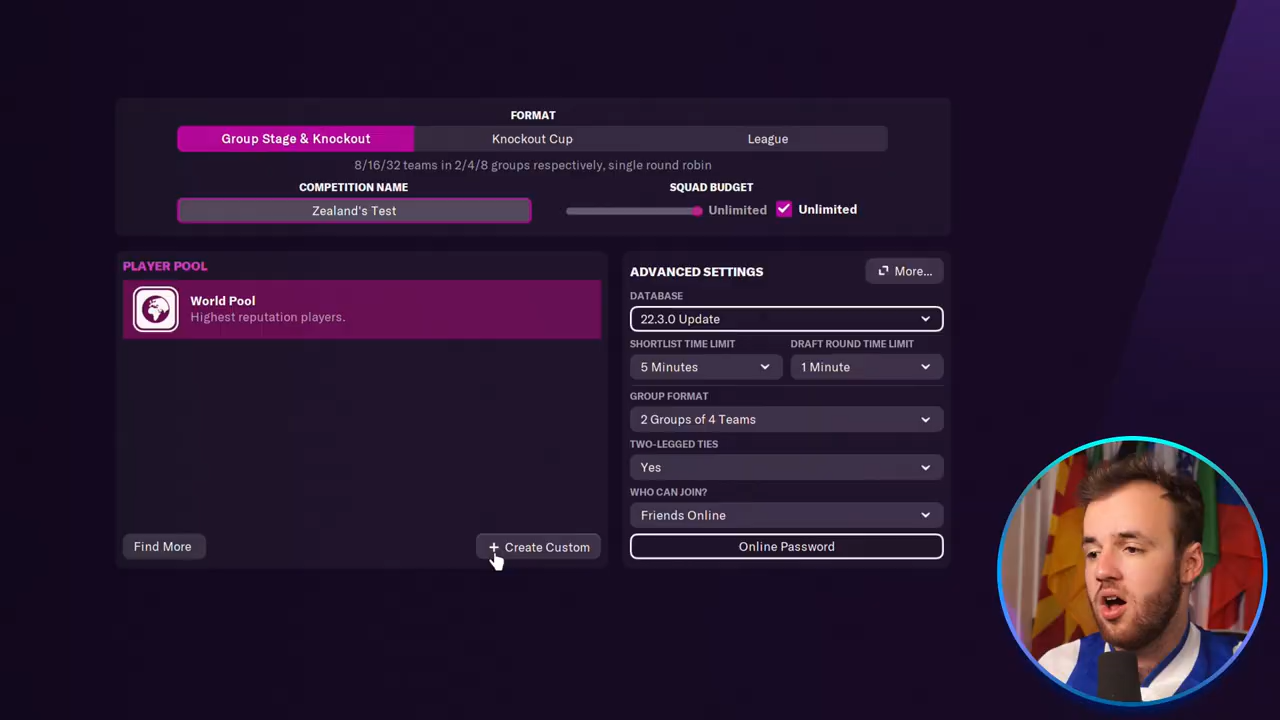 FORMAT
Group Stage & Knockout
Knockout Cup
League
8/16/32 teams in 2/4/8 groups respectively, single round robin
COMPETITION NAME
Zealand's Test
SQUAD BUDGET
Unlimited
Unlimited
PLAYER POOL
World Pool
Highest reputation players.
Find More
+ Create Custom
ADVANCED SETTINGS
More...
DATABASE
22.3.0 Update
SHORTLIST TIME LIMIT
DRAFT ROUND TIME LIMIT
5 Minutes
1 Minute
GROUP FORMAT
2 Groups of 4 Teams
TWO-LEGGED TIES
Yes
WHO CAN JOIN?
Friends Online
Online Password